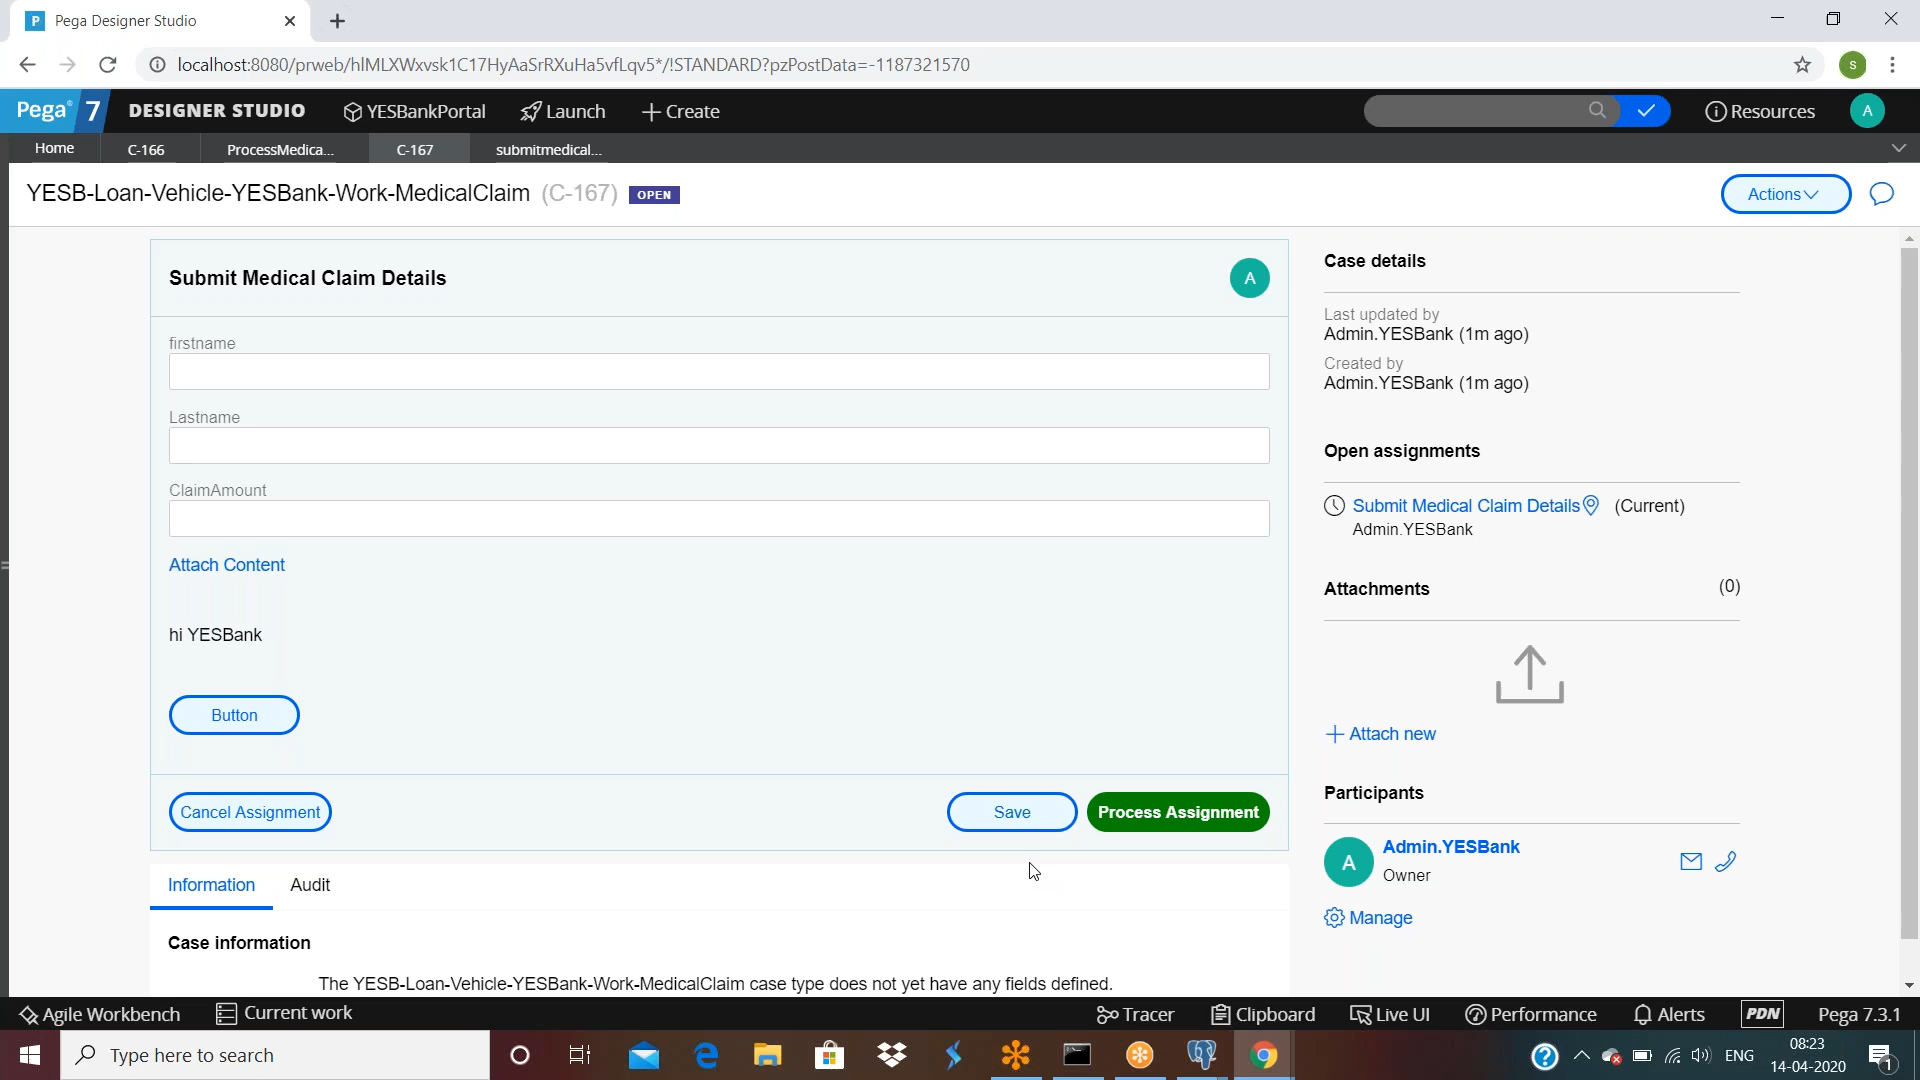 P Pega Designer Studio
localhost:8080/prweb/hIMLXWxvsk1C17HyAaSrRXuHa5vfLqv5*/!STANDARD?pzPostData=-1187321570
s
Pega 7 DESIGNER STUDIO YESBankPortal Launch Create Resources A
Home C-166 ProcessMedica... C-167 submitmedical...
YESB-Loan-Vehicle-YESBank-Work-MedicalClaim (C-167) OPEN Actions
Submit Medical Claim Details A
firstname
Lastname
ClaimAmount
Attach Content
hi YESBank
Button
Cancel Assignment Save Process Assignment
Information Audit
Case information
The YESB-Loan-Vehicle-YESBank-Work-MedicalClaim case type does not yet have any fields defined.
Case details
Last updated by
Admin.YESBank (1m ago)
Created by
Admin.YESBank (1m ago)
Open assignments
Submit Medical Claim Details (Current)
Admin.YESBank
Attachments (0)
Attach new
Participants
A Admin.YESBank
Owner
Manage
Agile Workbench Current work Tracer Clipboard Live UI Performance Alerts PDN Pega 7.3.1
Type here to search ENG
08:23
14-04-2020
1